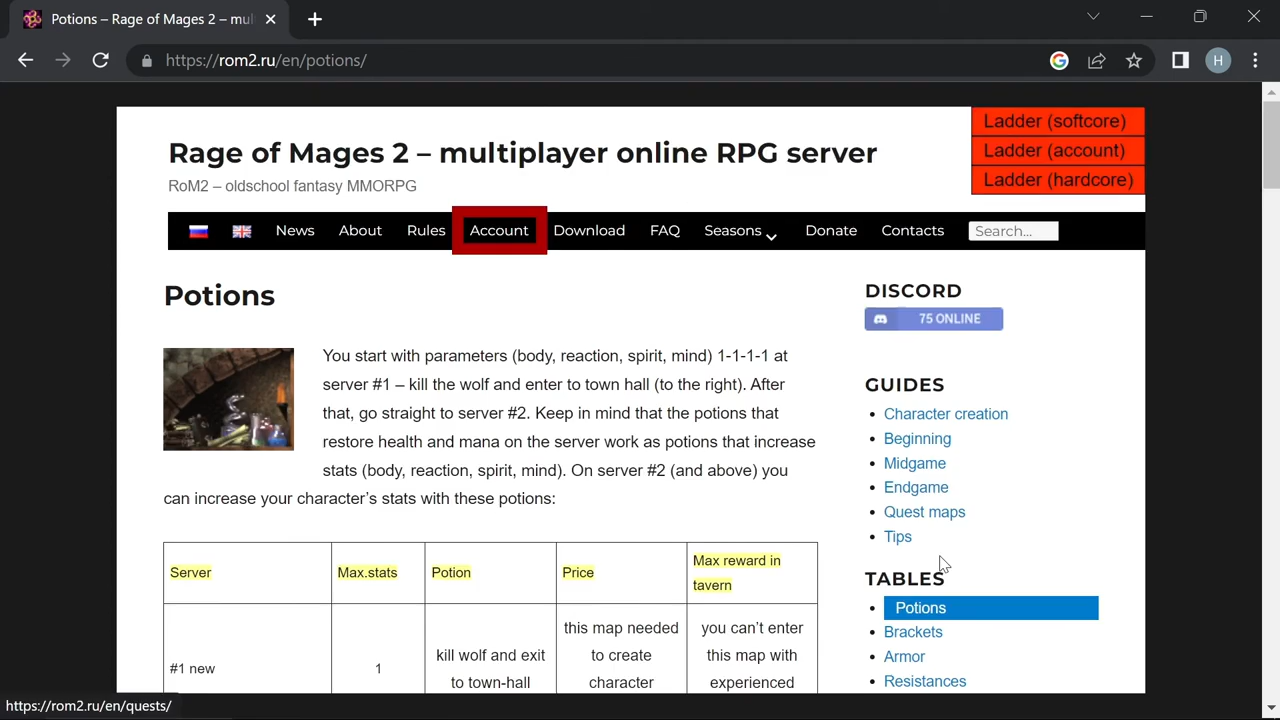 Potions – Rage of Mages 2 – mul
https://rom2.ru/en/potions/
H
Rage of Mages 2 – multiplayer online RPG server
RoM2 – oldschool fantasy MMORPG
Ladder (softcore)
Ladder (account)
Ladder (hardcore)
News About Rules Account Download FAQ Seasons Donate Contacts Search...
Potions
You start with parameters (body, reaction, spirit, mind) 1-1-1-1 at
server #1 – kill the wolf and enter to town hall (to the right). After
that, go straight to server #2. Keep in mind that the potions that
restore health and mana on the server work as potions that increase
stats (body, reaction, spirit, mind). On server #2 (and above) you
can increase your character’s stats with these potions:
Server Max.stats Potion Price Max reward in
tavern
#1 new 1
kill wolf and exit
to town-hall
this map needed
to create
character
you can’t enter
this map with
experienced
DISCORD
75 ONLINE
GUIDES
Character creation
Beginning
Midgame
Endgame
Quest maps
Tips
TABLES
Potions
Brackets
Armor
Resistances
https://rom2.ru/en/quests/